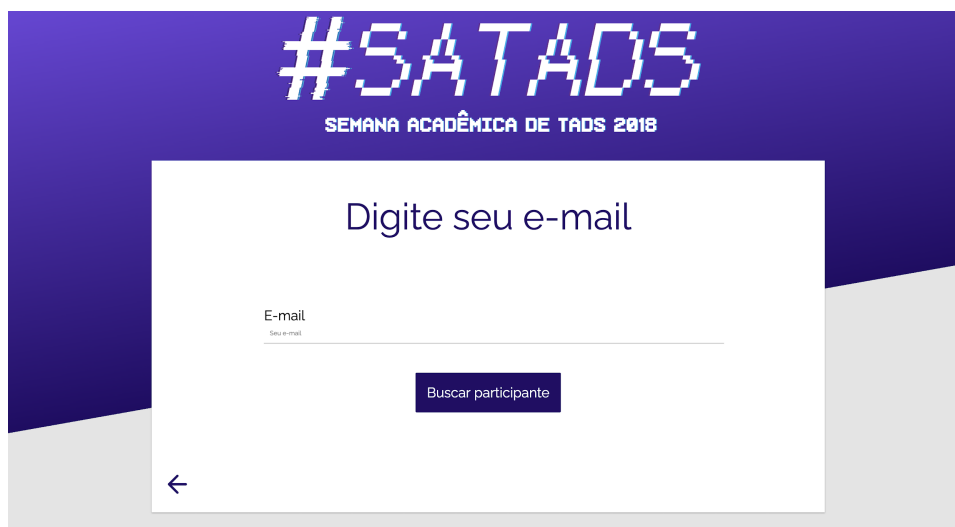 #SATADS
SEMANA ACADÊMICA DE TADS 2018
Digite seu e-mail
E-mail
Seu e-mail
Buscar participante